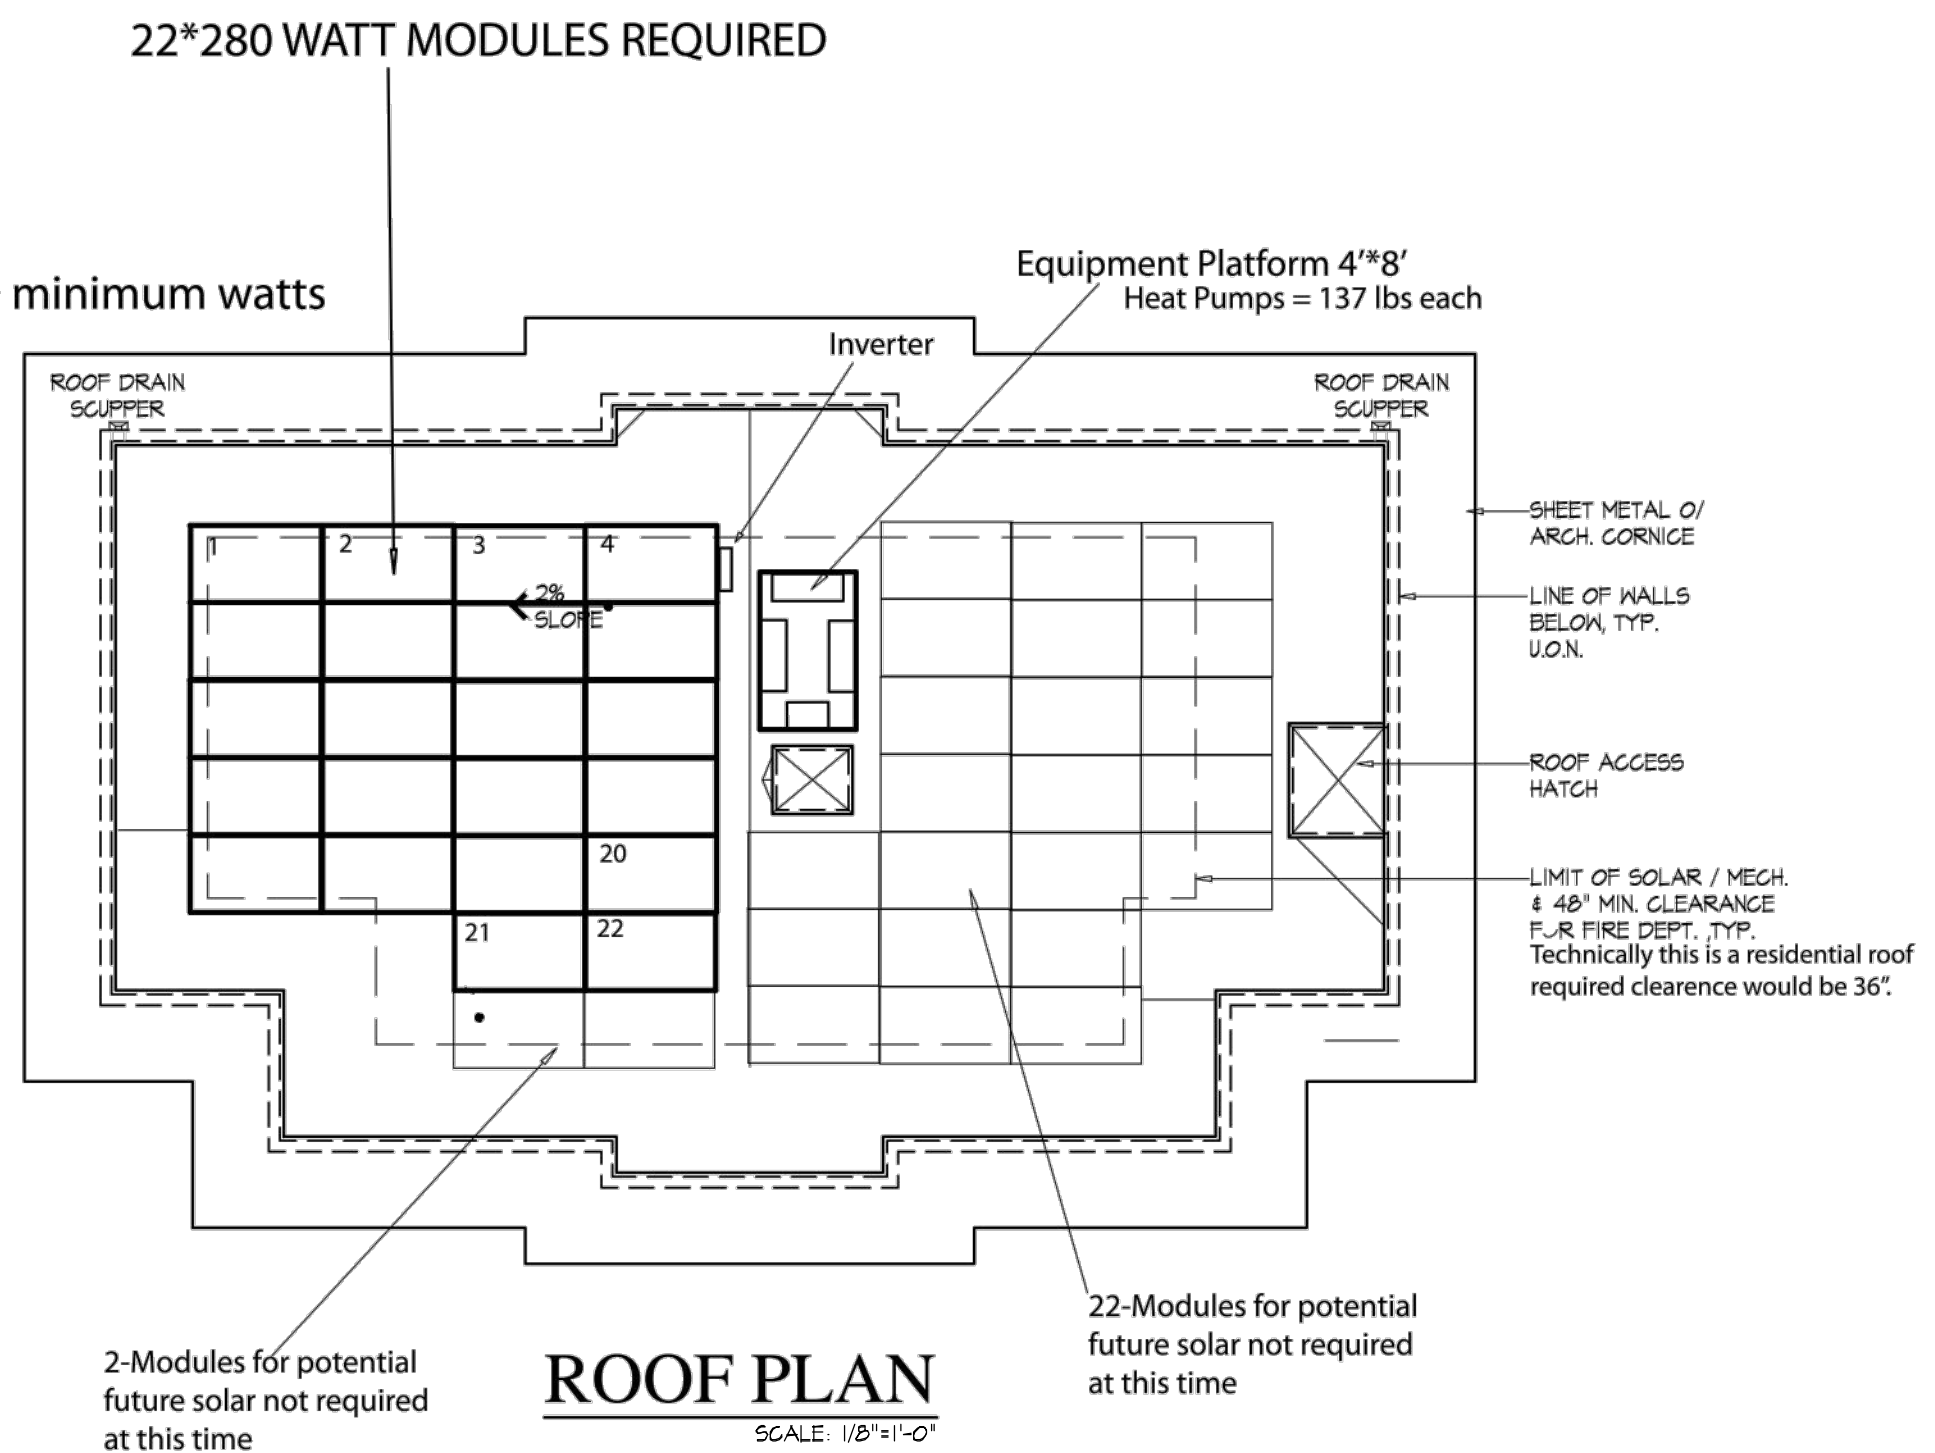 22*280 WATT MODULES REQUIRED
minimum watts
Equipment Platform 4'*8'
Heat Pumps = 137 lbs each
Inverter
ROOF DRAIN
SCUPPER
ROOF DRAIN
SCUPPER
1
2
3
4
2%
SLOPE
20
21
22
SHEET METAL O/
ARCH. CORNICE
LINE OF WALLS
BELOW, TYP.
U.O.N.
ROOF ACCESS
HATCH
LIMIT OF SOLAR / MECH.
& 48" MIN. CLEARANCE
FOR FIRE DEPT. ,TYP.
Technically this is a residential roof
required clearence would be 36".
22-Modules for potential
future solar not required
at this time
2-Modules for potential
future solar not required
at this time
ROOF PLAN
SCALE: 1/8"=1'-0"